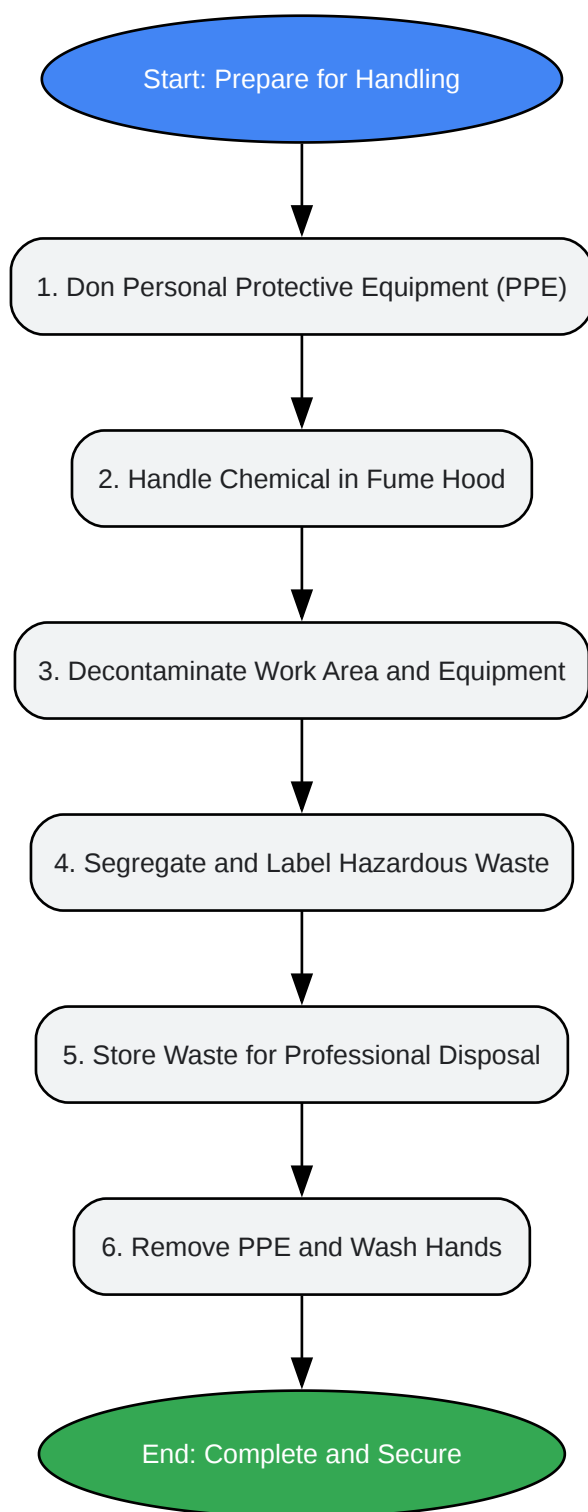 Start: Prepare for Handling
1. Don Personal Protective Equipment (PPE)
2. Handle Chemical in Fume Hood
3. Decontaminate Work Area and Equipment
4. Segregate and Label Hazardous Waste
5. Store Waste for Professional Disposal
6. Remove PPE and Wash Hands
End: Complete and Secure